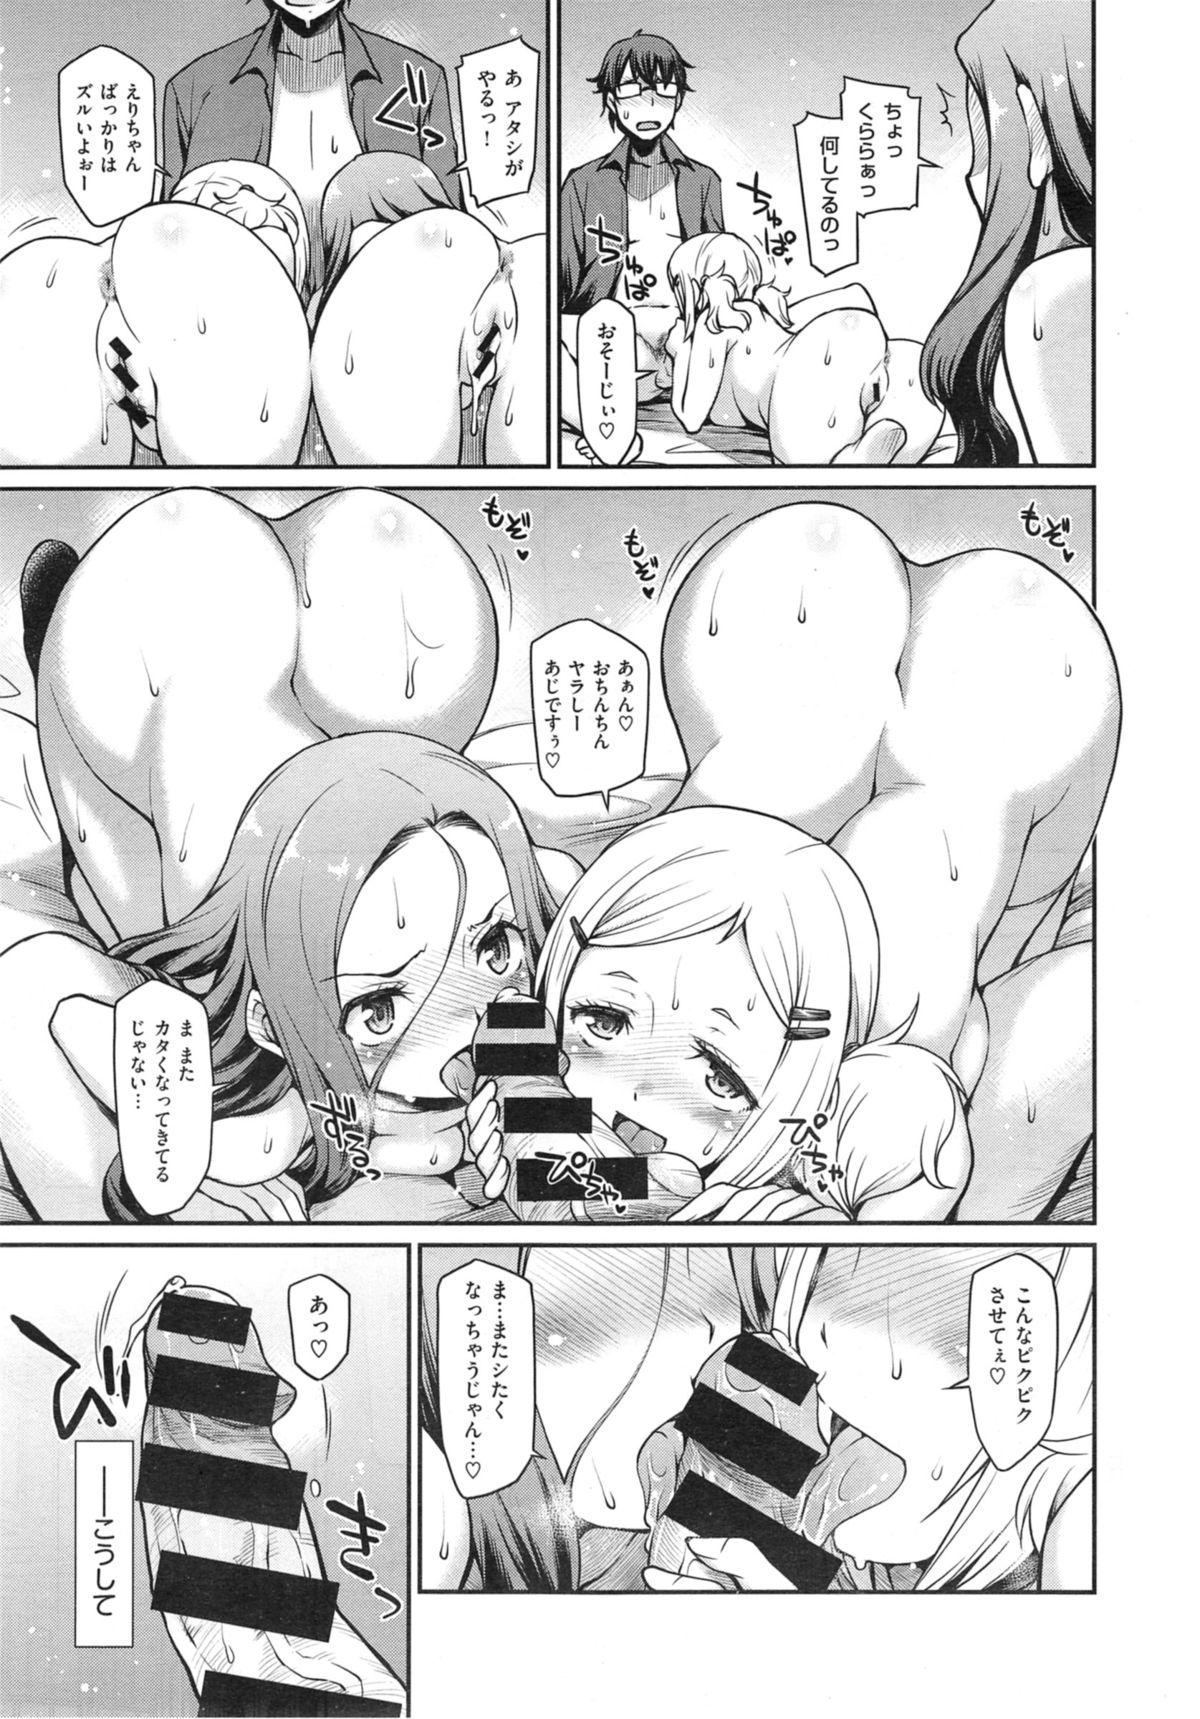 ちょっ
くららぁっ
何してるのっ
ちゅぱ
ちゅぱ
おそーじぃ♡
あ アタシが
やるっ！
えりちゃん
ばっかりは
ズルいよぉー
もぞ
もぞ
もぞ
あぁん♡
おちんちん
ヤラしー
あじですぅ♡
ま また
カタくなってきてる
じゃない…
ずるるっ
ぴちゃ
ぴちゃ
こんなピクピク
させてぇ♡
ま…またシたく
なっちゃうじゃん…♡
あっ♡
びきっ
ーこうして